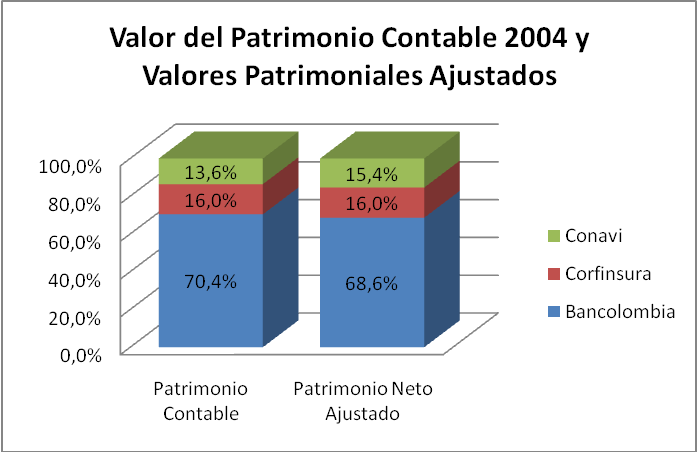 Valor del Patrimonio Contable 2004 y
Valores Patrimoniales Ajustados
100,0%
80,0%
60,0%
40,0%
20,0%
0,0%
13,6%
16,0%
70,4%
15,4%
16,0%
68,6%
Patrimonio
Contable
Patrimonio Neto
Ajustado
Conavi
Corfinsura
Bancolombia